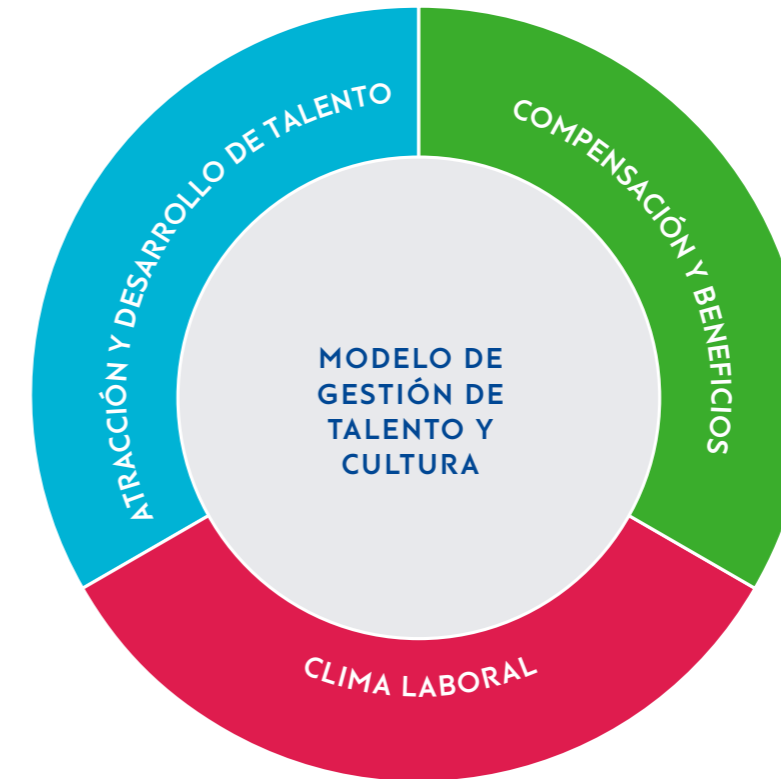 ATRACCIÓN Y DESARROLLO DE TALENTO
COMPENSACIÓN Y BENEFICIOS
MODELO DE
GESTIÓN DE
TALENTO Y
CULTURA
CLIMA LABORAL